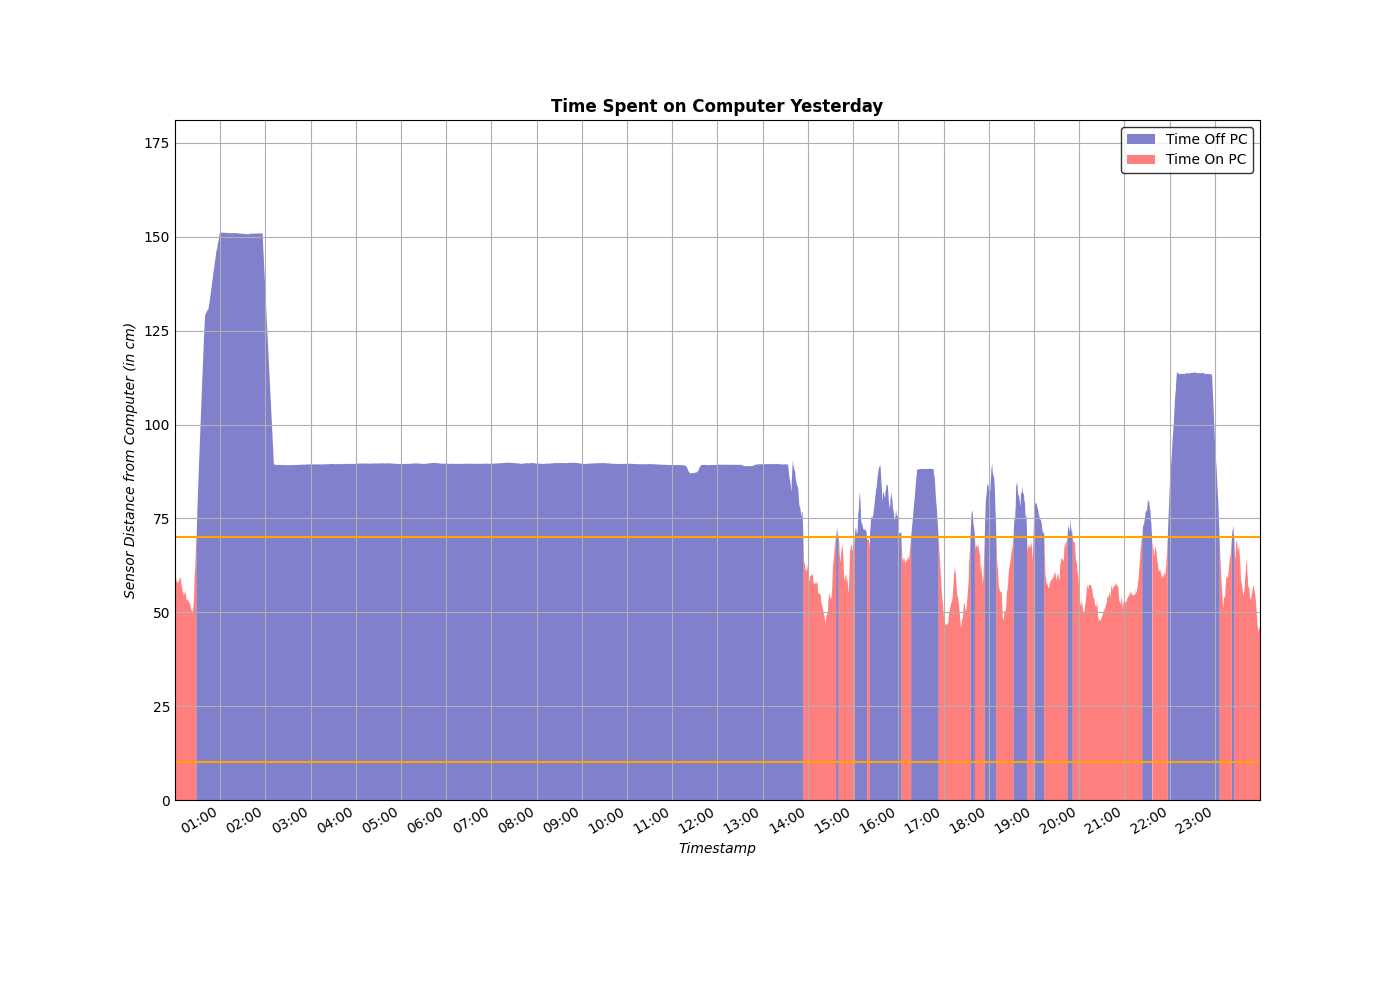 Time Spent on Computer Yesterday
Time Off PC
Time On PC
175
150
125
100
75
50
25
0
Sensor Distance from Computer (in cm)
01:00 02:00 03:00 04:00 05:00 06:00 07:00 08:00 09:00 10:00 11:00 12:00 13:00 14:00 15:00 16:00 17:00 18:00 19:00 20:00 21:00 22:00 23:00
Timestamp